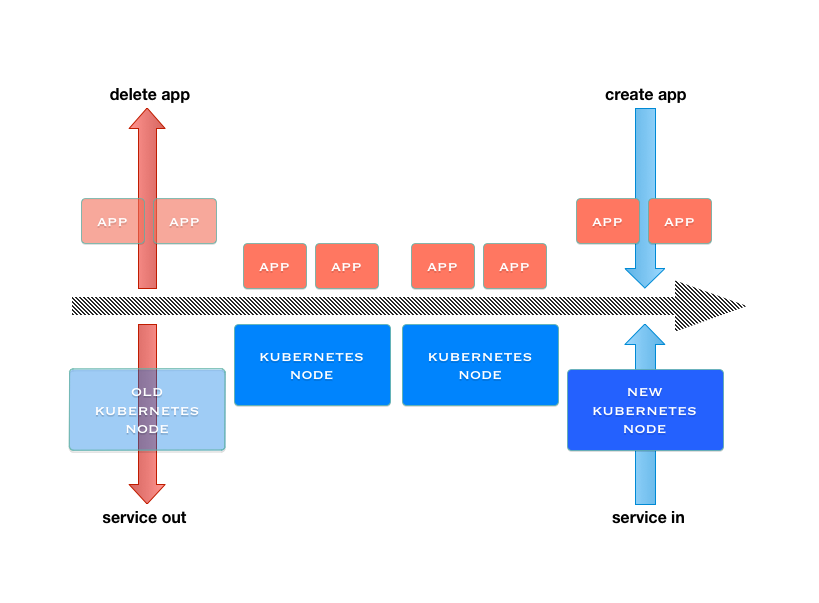 delete app
create app
APP
APP
APP
APP
APP
APP
APP
APP
KUBERNETES
NODE
KUBERNETES
NODE
OLD
KUBERNETES
NODE
NEW
KUBERNETES
NODE
service out
service in